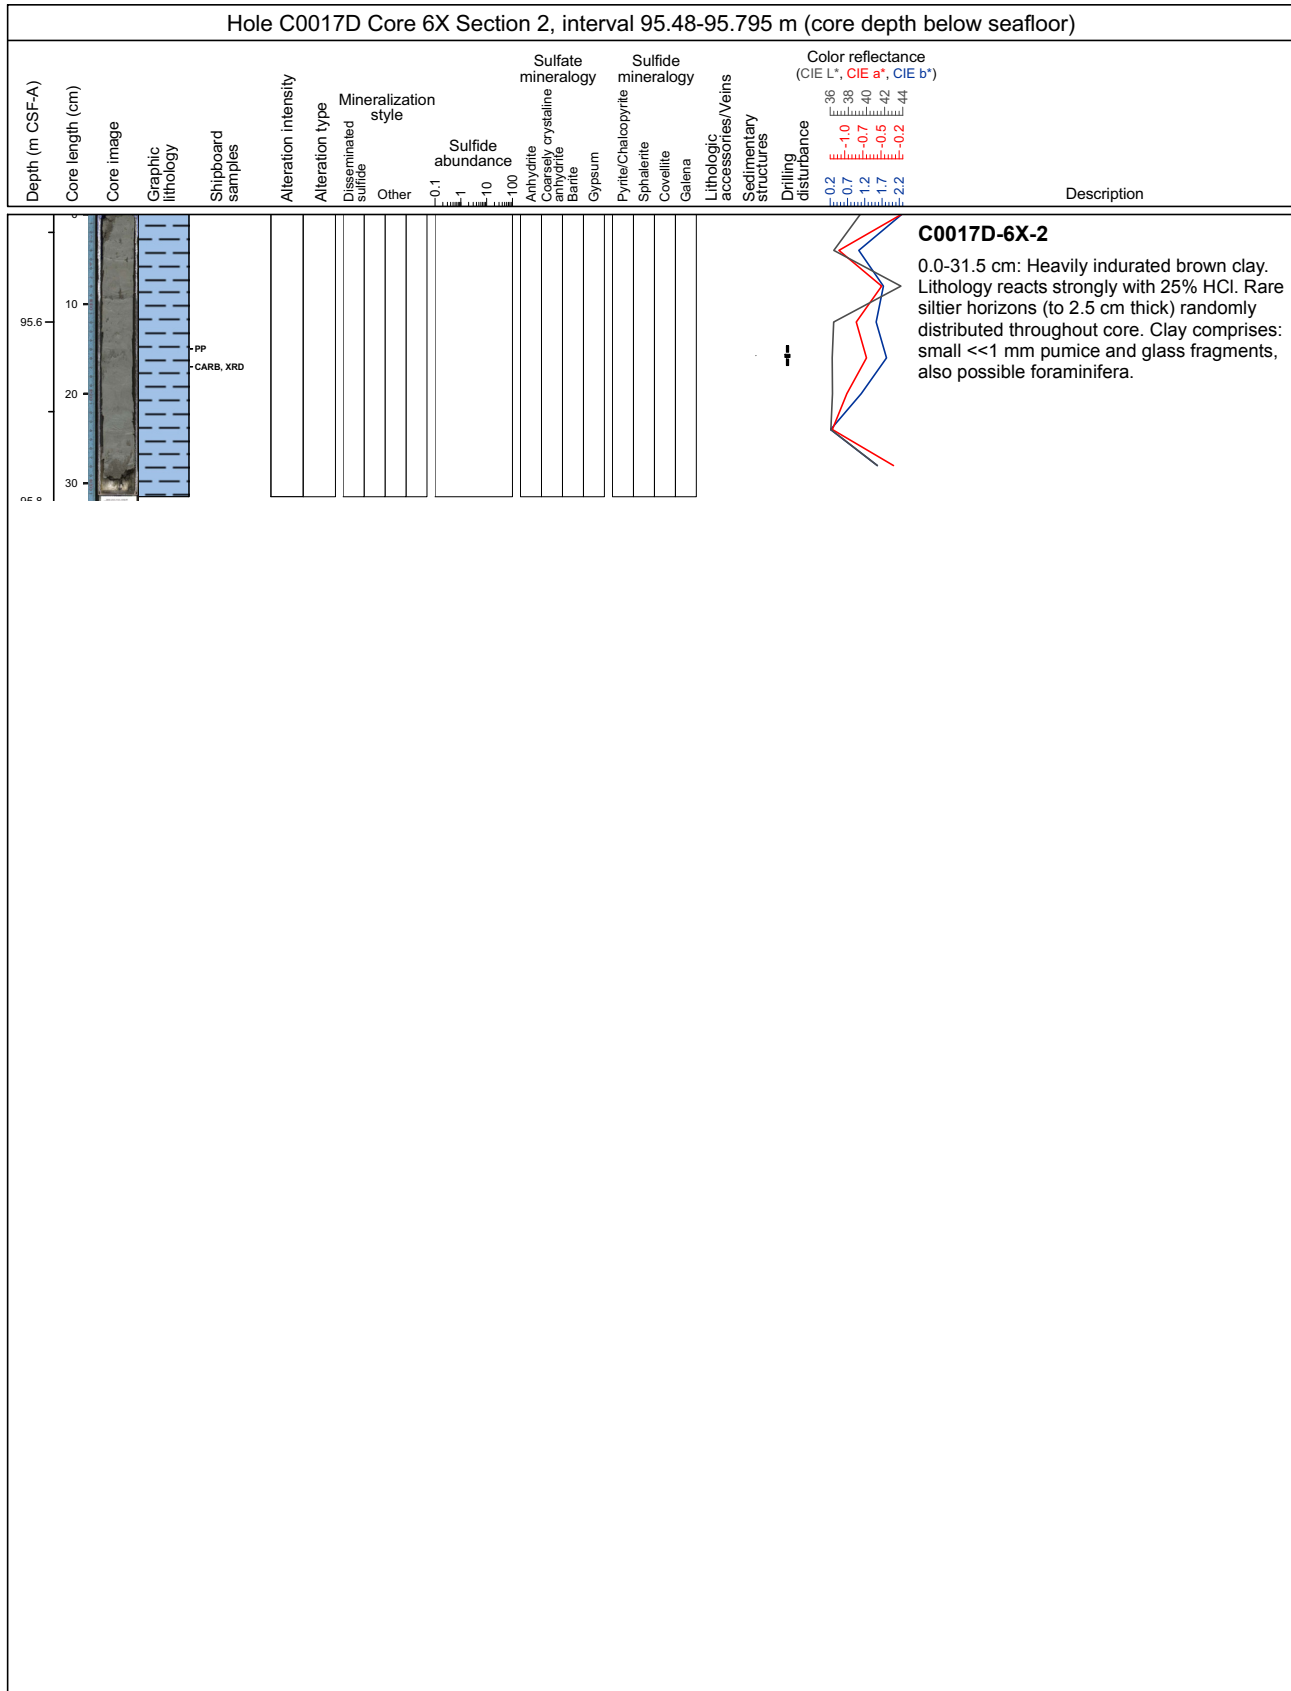 Hole C0017D Core 6X Section 2, interval 95.48-95.795 m (core depth below seafloor)
Depth (m CSF-A)
Core length (cm)
Core image
Graphic
lithology
Shipboard
samples
Alteration intensity
Alteration type
Mineralization
style
Disseminated
sulfide
Other
Sulfide
abundance
0.1
1
10
100
Sulfate
mineralogy
Anhydrite
Coarsely crystaline
anhydrite
Barite
Gypsum
Sulfide
mineralogy
Pyrite/Chalcopyrite
Sphalerite
Covellite
Galena
Lithologic
accessories/Veins
Sedimentary
structures
Drilling
disturbance
Color reflectance
(CIE L*, CIE a*, CIE b*)
36 38 40 42 44
-1.0 -0.7 -0.5 -0.2
0.2 0.7 1.2 1.7 2.2
Description
0
10
95.6
20
30
95.8
PP
CARB, XRD
C0017D-6X-2
0.0-31.5 cm: Heavily indurated brown clay.
Lithology reacts strongly with 25% HCl. Rare
siltier horizons (to 2.5 cm thick) randomly
distributed throughout core. Clay comprises:
small <<1 mm pumice and glass fragments,
also possible foraminifera.